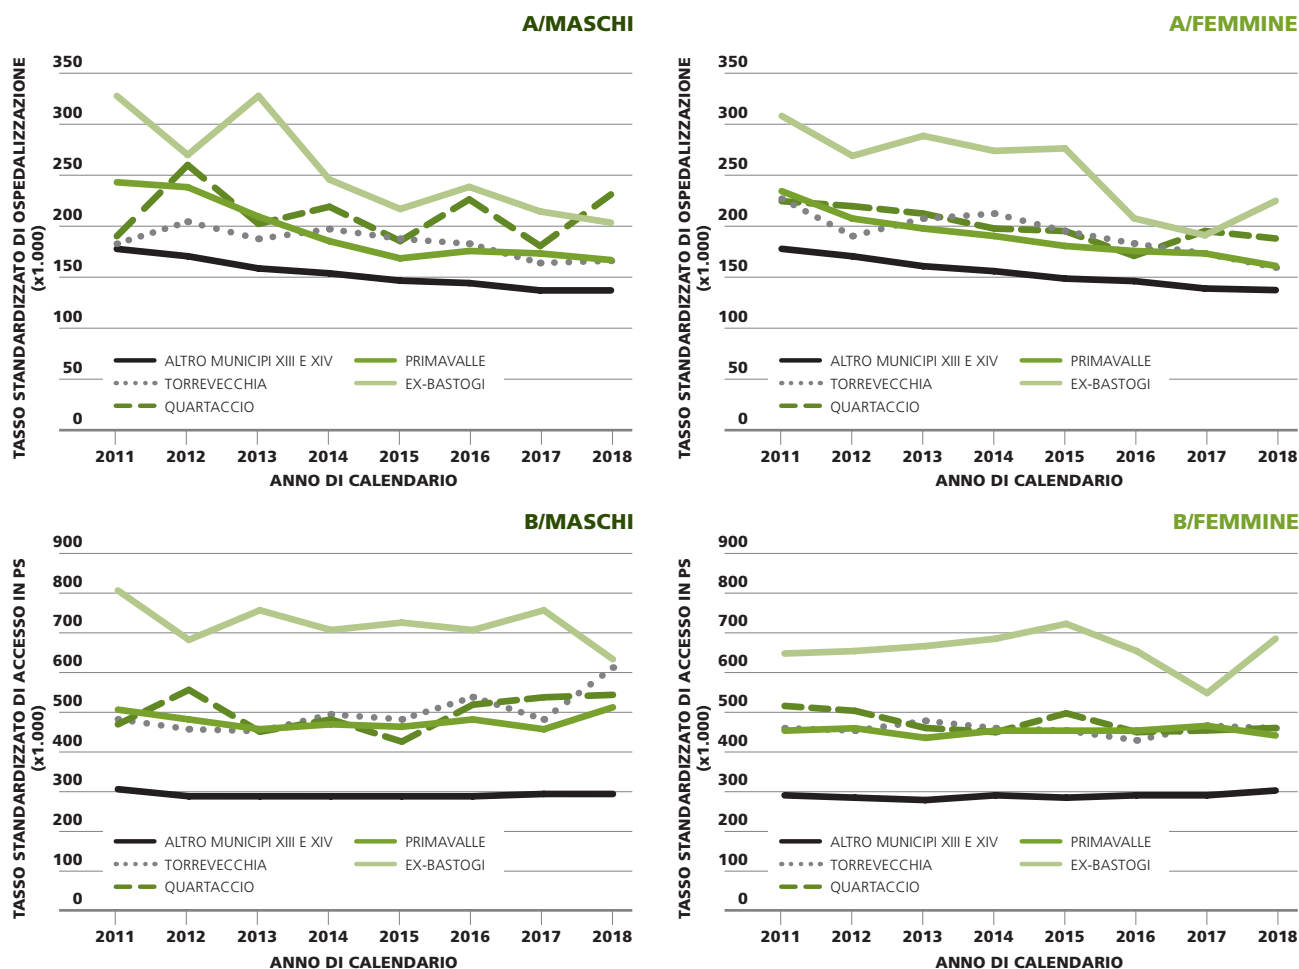 A/MASCHI
TASSO STANDARDIZZATO DI OSPEDALIZZAZIONE
(x1.000)
350
300
250
200
150
100
50
0
ALTRO MUNICIPI XIII E XIV
PRIMAVALLE
TORREVECCHIA
EX-BASTOGI
QUARTACCIO
2011 2012 2013 2014 2015 2016 2017 2018
ANNO DI CALENDARIO
A/FEMMINE
TASSO STANDARDIZZATO DI OSPEDALIZZAZIONE
(x1.000)
350
300
250
200
150
100
50
0
ALTRO MUNICIPI XIII E XIV
PRIMAVALLE
TORREVECCHIA
EX-BASTOGI
QUARTACCIO
2011 2012 2013 2014 2015 2016 2017 2018
ANNO DI CALENDARIO
B/MASCHI
TASSO STANDARDIZZATO DI ACCESSO IN PS
(x1.000)
900
800
700
600
500
400
300
200
100
0
ALTRO MUNICIPI XIII E XIV
PRIMAVALLE
TORREVECCHIA
EX-BASTOGI
QUARTACCIO
2011 2012 2013 2014 2015 2016 2017 2018
ANNO DI CALENDARIO
B/FEMMINE
TASSO STANDARDIZZATO DI ACCESSO IN PS
(x1.000)
900
800
700
600
500
400
300
200
100
0
ALTRO MUNICIPI XIII E XIV
PRIMAVALLE
TORREVECCHIA
EX-BASTOGI
QUARTACCIO
2011 2012 2013 2014 2015 2016 2017 2018
ANNO DI CALENDARIO